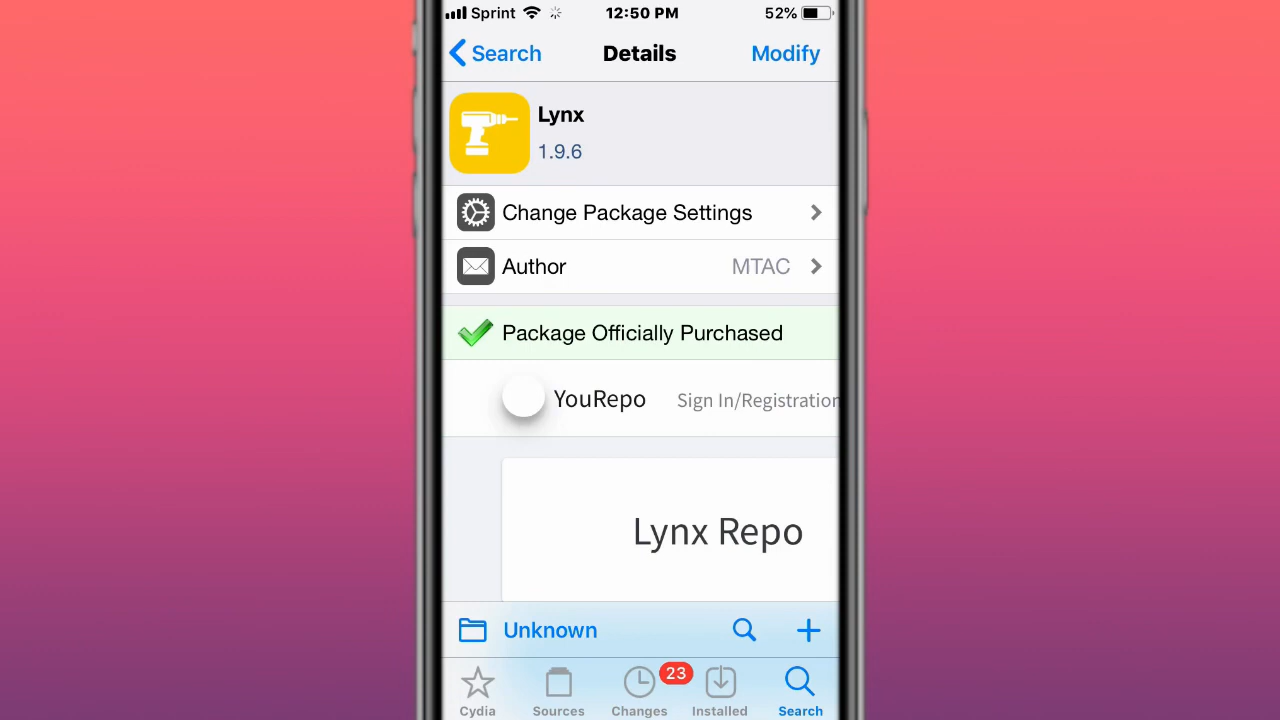 Sprint 12:50 PM 52%
Search Details Modify
Lynx
1.9.6
Change Package Settings
Author MTAC
Package Officially Purchased
YouRepo Sign In/Registration
Lynx Repo
Unknown
23
Cydia Sources Changes Installed Search